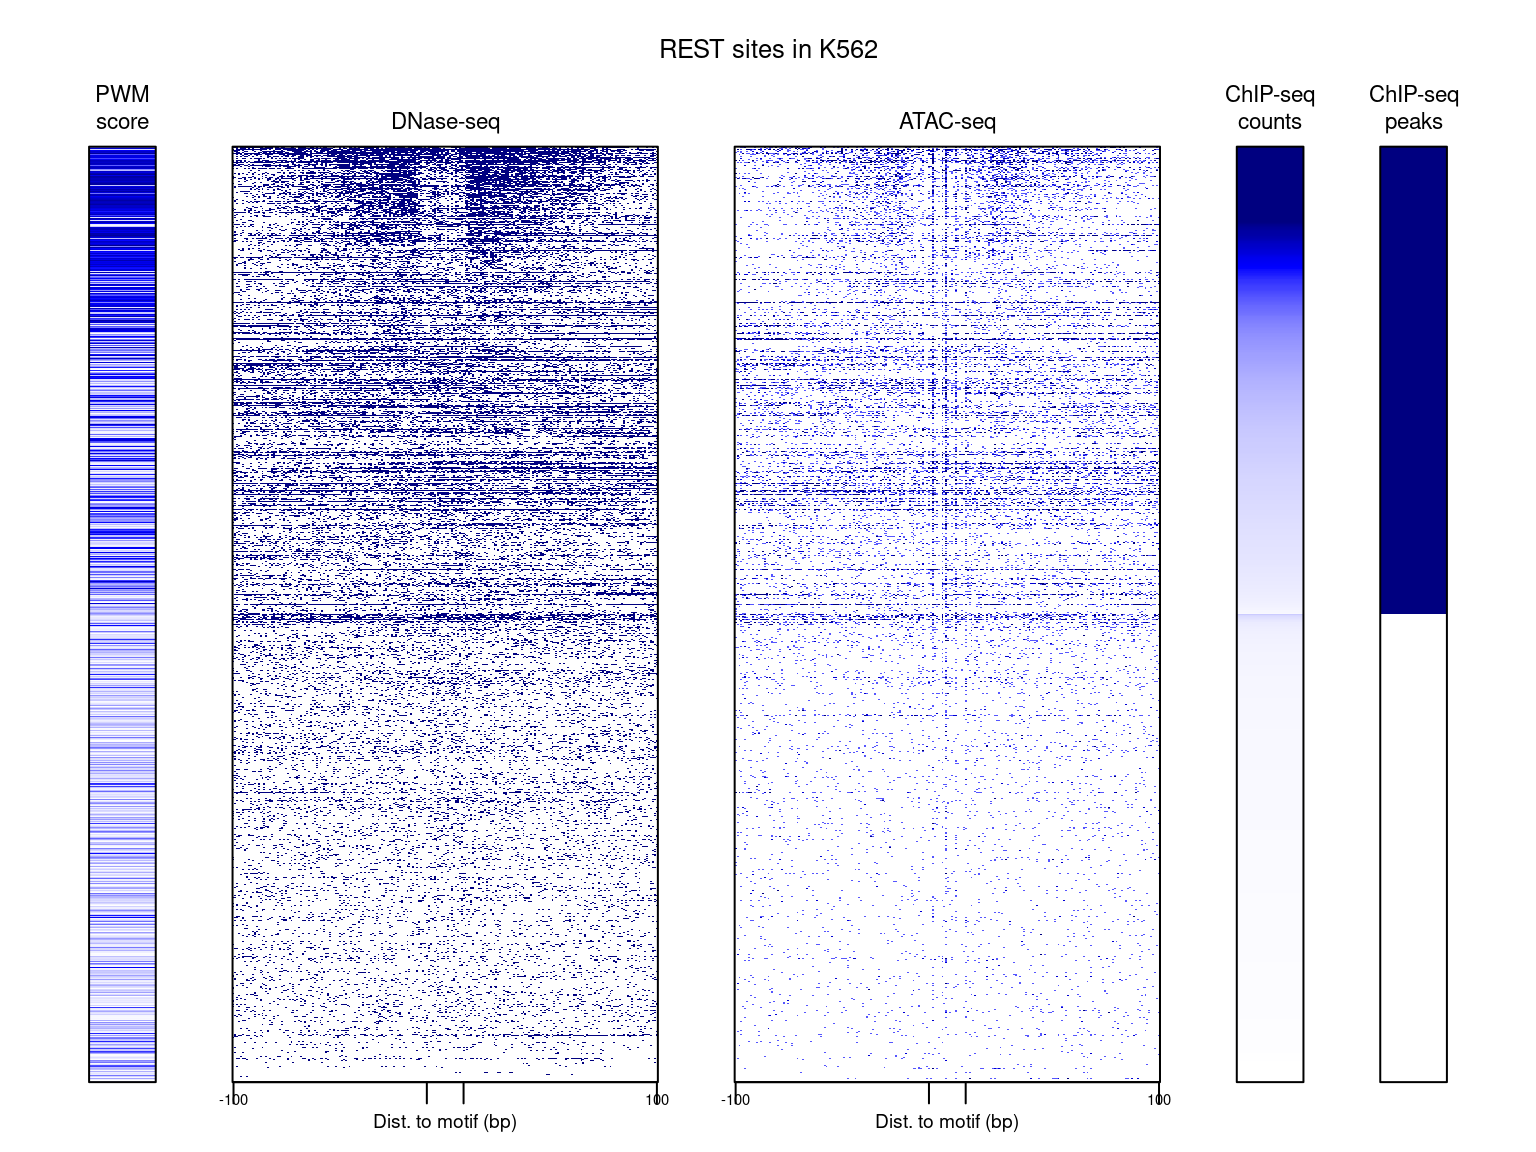 REST sites in K562
PWM
score
DNase-seq
ATAC-seq
ChIP-seq
counts
ChIP-seq
peaks
-100
100
Dist. to motif (bp)
-100
100
Dist. to motif (bp)